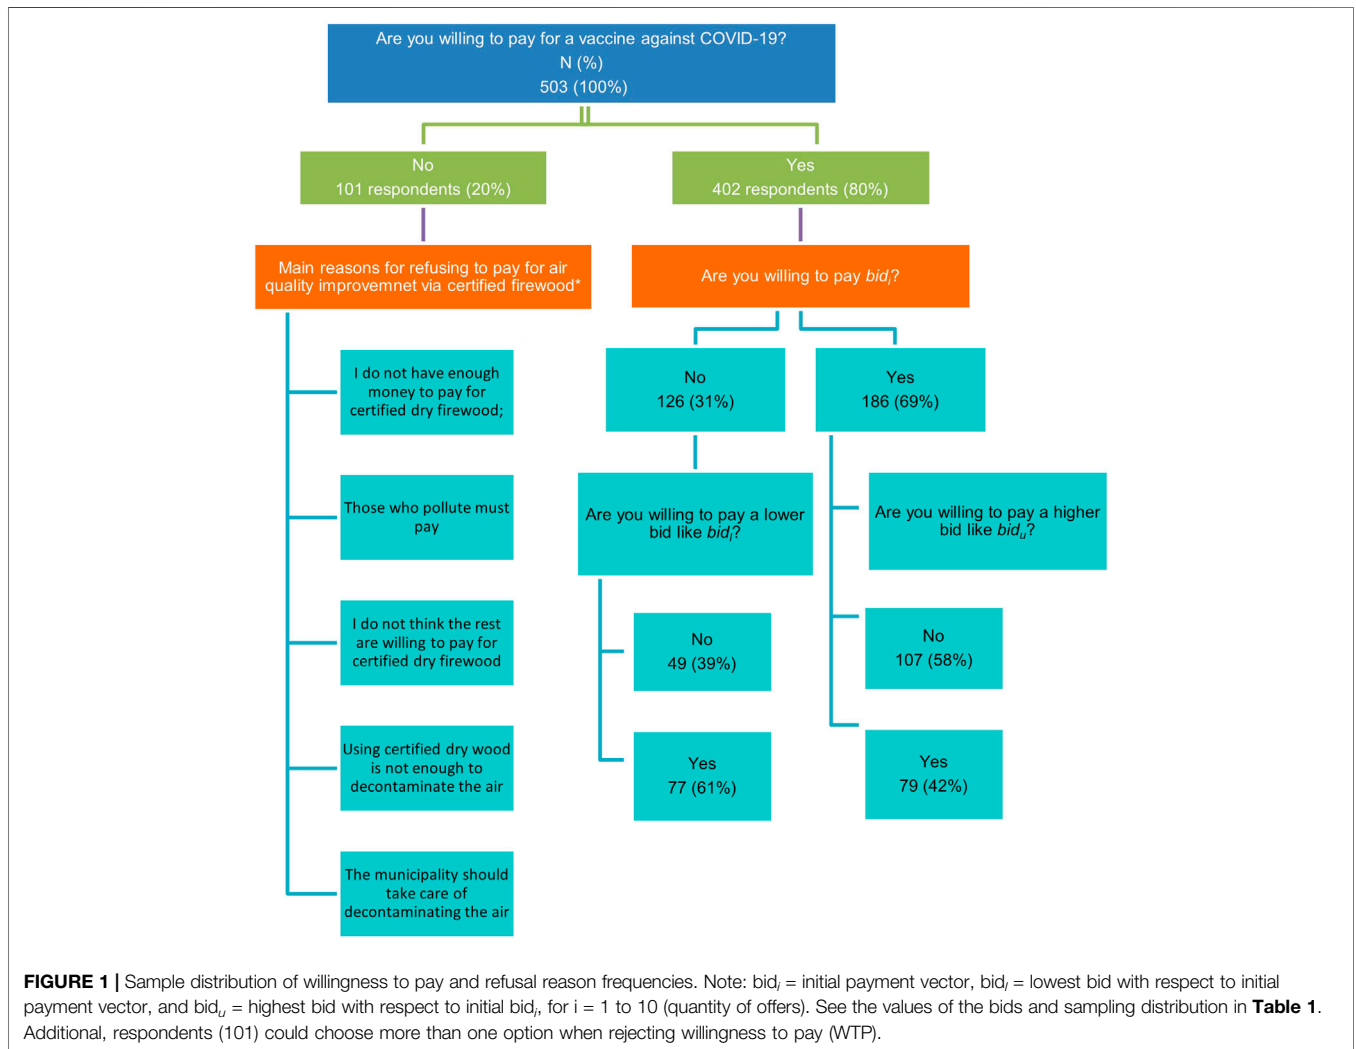 Are you willing to pay for a vaccine against COVID-19?
N (%)
503 (100%)
No
101 respondents (20%)
Yes
402 respondents (80%)
Main reasons for refusing to pay for air
quality improvemnet via certified firewood*
Are you willing to pay bidi?
I do not have enough
money to pay for
certified dry firewood;
Those who pollute must
pay
I do not think the rest
are willing to pay for
certified dry firewood
Using certified dry wood
is not enough to
decontaminate the air
The municipality should
take care of
decontaminating the air
No
126 (31%)
Yes
186 (69%)
Are you willing to pay a lower
bid like bidl?
Are you willing to pay a higher
bid like bidu?
No
49 (39%)
Yes
77 (61%)
No
107 (58%)
Yes
79 (42%)
FIGURE 1 | Sample distribution of willingness to pay and refusal reason frequencies. Note: bidi = initial payment vector, bidl = lowest bid with respect to initial
payment vector, and bidu = highest bid with respect to initial bidi, for i = 1 to 10 (quantity of offers). See the values of the bids and sampling distribution in Table 1.
Additional, respondents (101) could choose more than one option when rejecting willingness to pay (WTP).